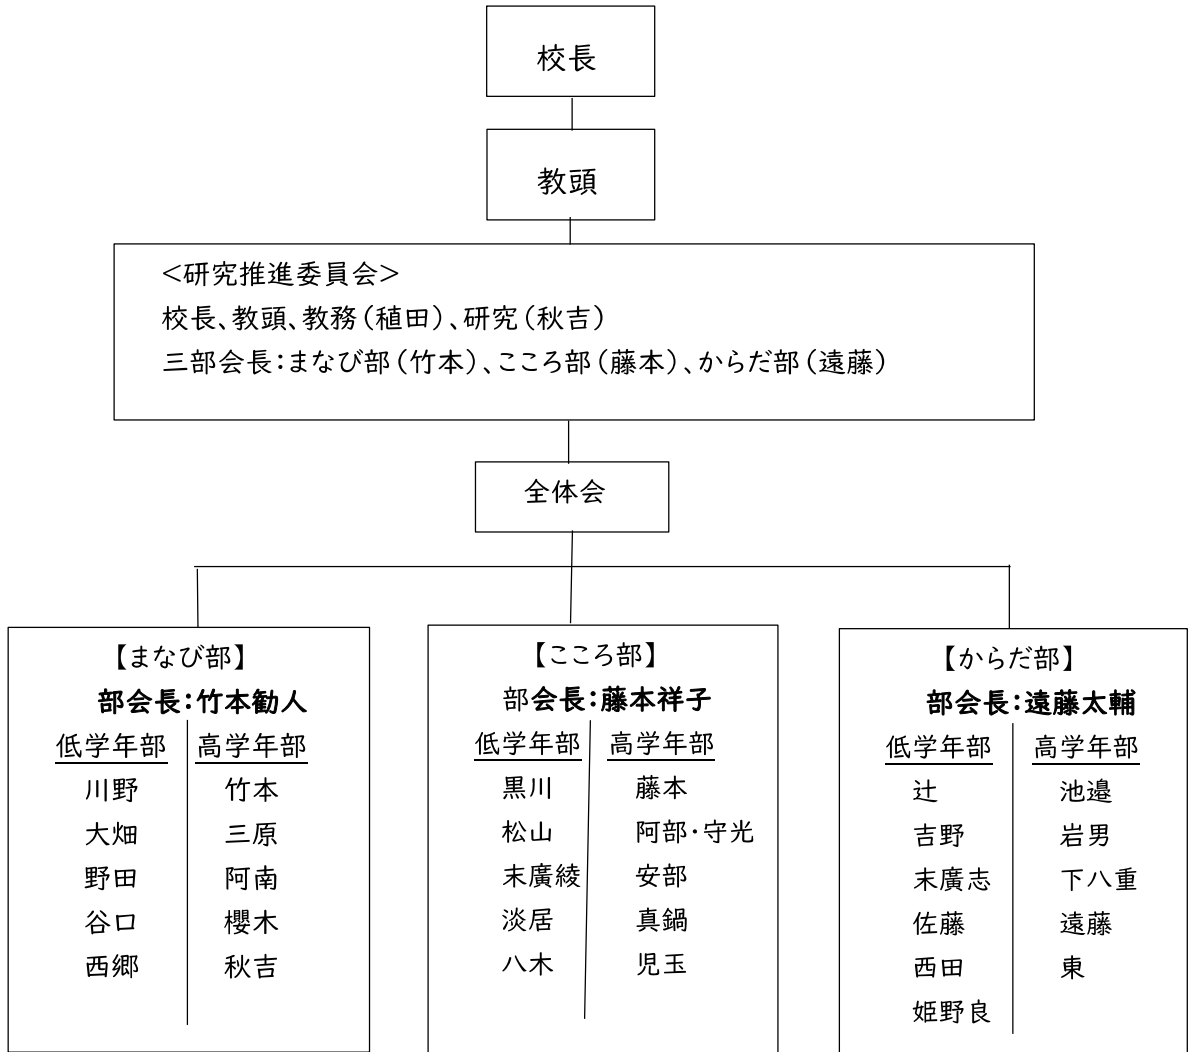 校長
教頭
<研究推進委員会>
校長、教頭、教務（稙田）、研究（秋吉）
三部会長：まなび部（竹本）、こころ部（藤本）、からだ部（遠藤）
全体会
【まなび部】
部会長：竹本勧人
低学年部 高学年部
川野 竹本
大畑 三原
野田 阿南
谷口 櫻木
西郷 秋吉
【こころ部】
部会長：藤本祥子
低学年部 高学年部
黒川 藤本
松山 阿部・守光
末廣綾 安部
淡居 真鍋
八木 児玉
【からだ部】
部会長：遠藤太輔
低学年部 高学年部
辻 池邉
吉野 岩男
末廣志 下八重
佐藤 遠藤
西田 東
姫野良